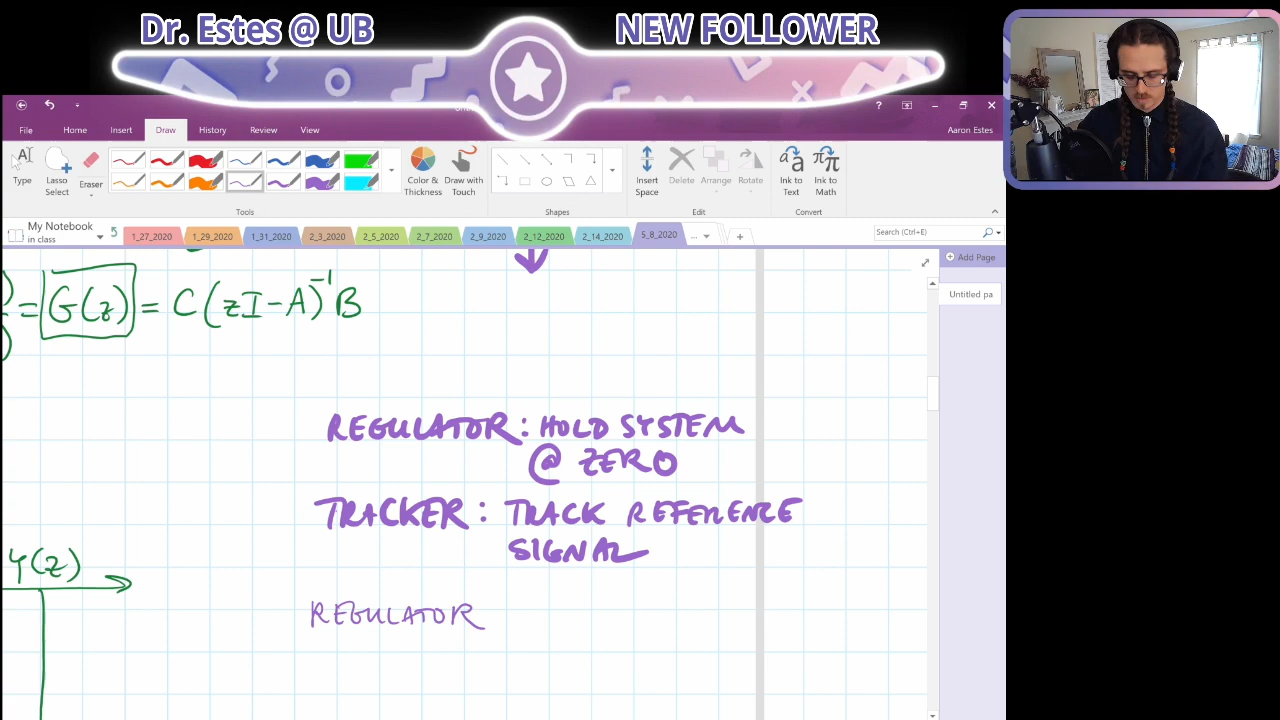 Dr. Estes @ UB
NEW FOLLOWER
Aaron Estes
File Home Insert Draw History Review View
Type
Lasso Select
Eraser
Color & Thickness
Draw with Touch
Insert Space
Delete
Arrange
Rotate
Ink to Text
Ink to Math
Tools
Shapes
Edit
Convert
My Notebook
in class
1_27_2020 1_29_2020 1_31_2020 2_3_2020 2_5_2020 2_7_2020 2_9_2020 2_12_2020 2_14_2020 5_8_2020 ...
Search (Ctrl+E)
Add Page
Untitled pa
= G(z) = C(zI-A)⁻¹B
REGULATOR: HOLD SYSTEM
@ ZERO
TRACKER: TRACK REFERENCE
SIGNAL
Y(z)
REGULATOR